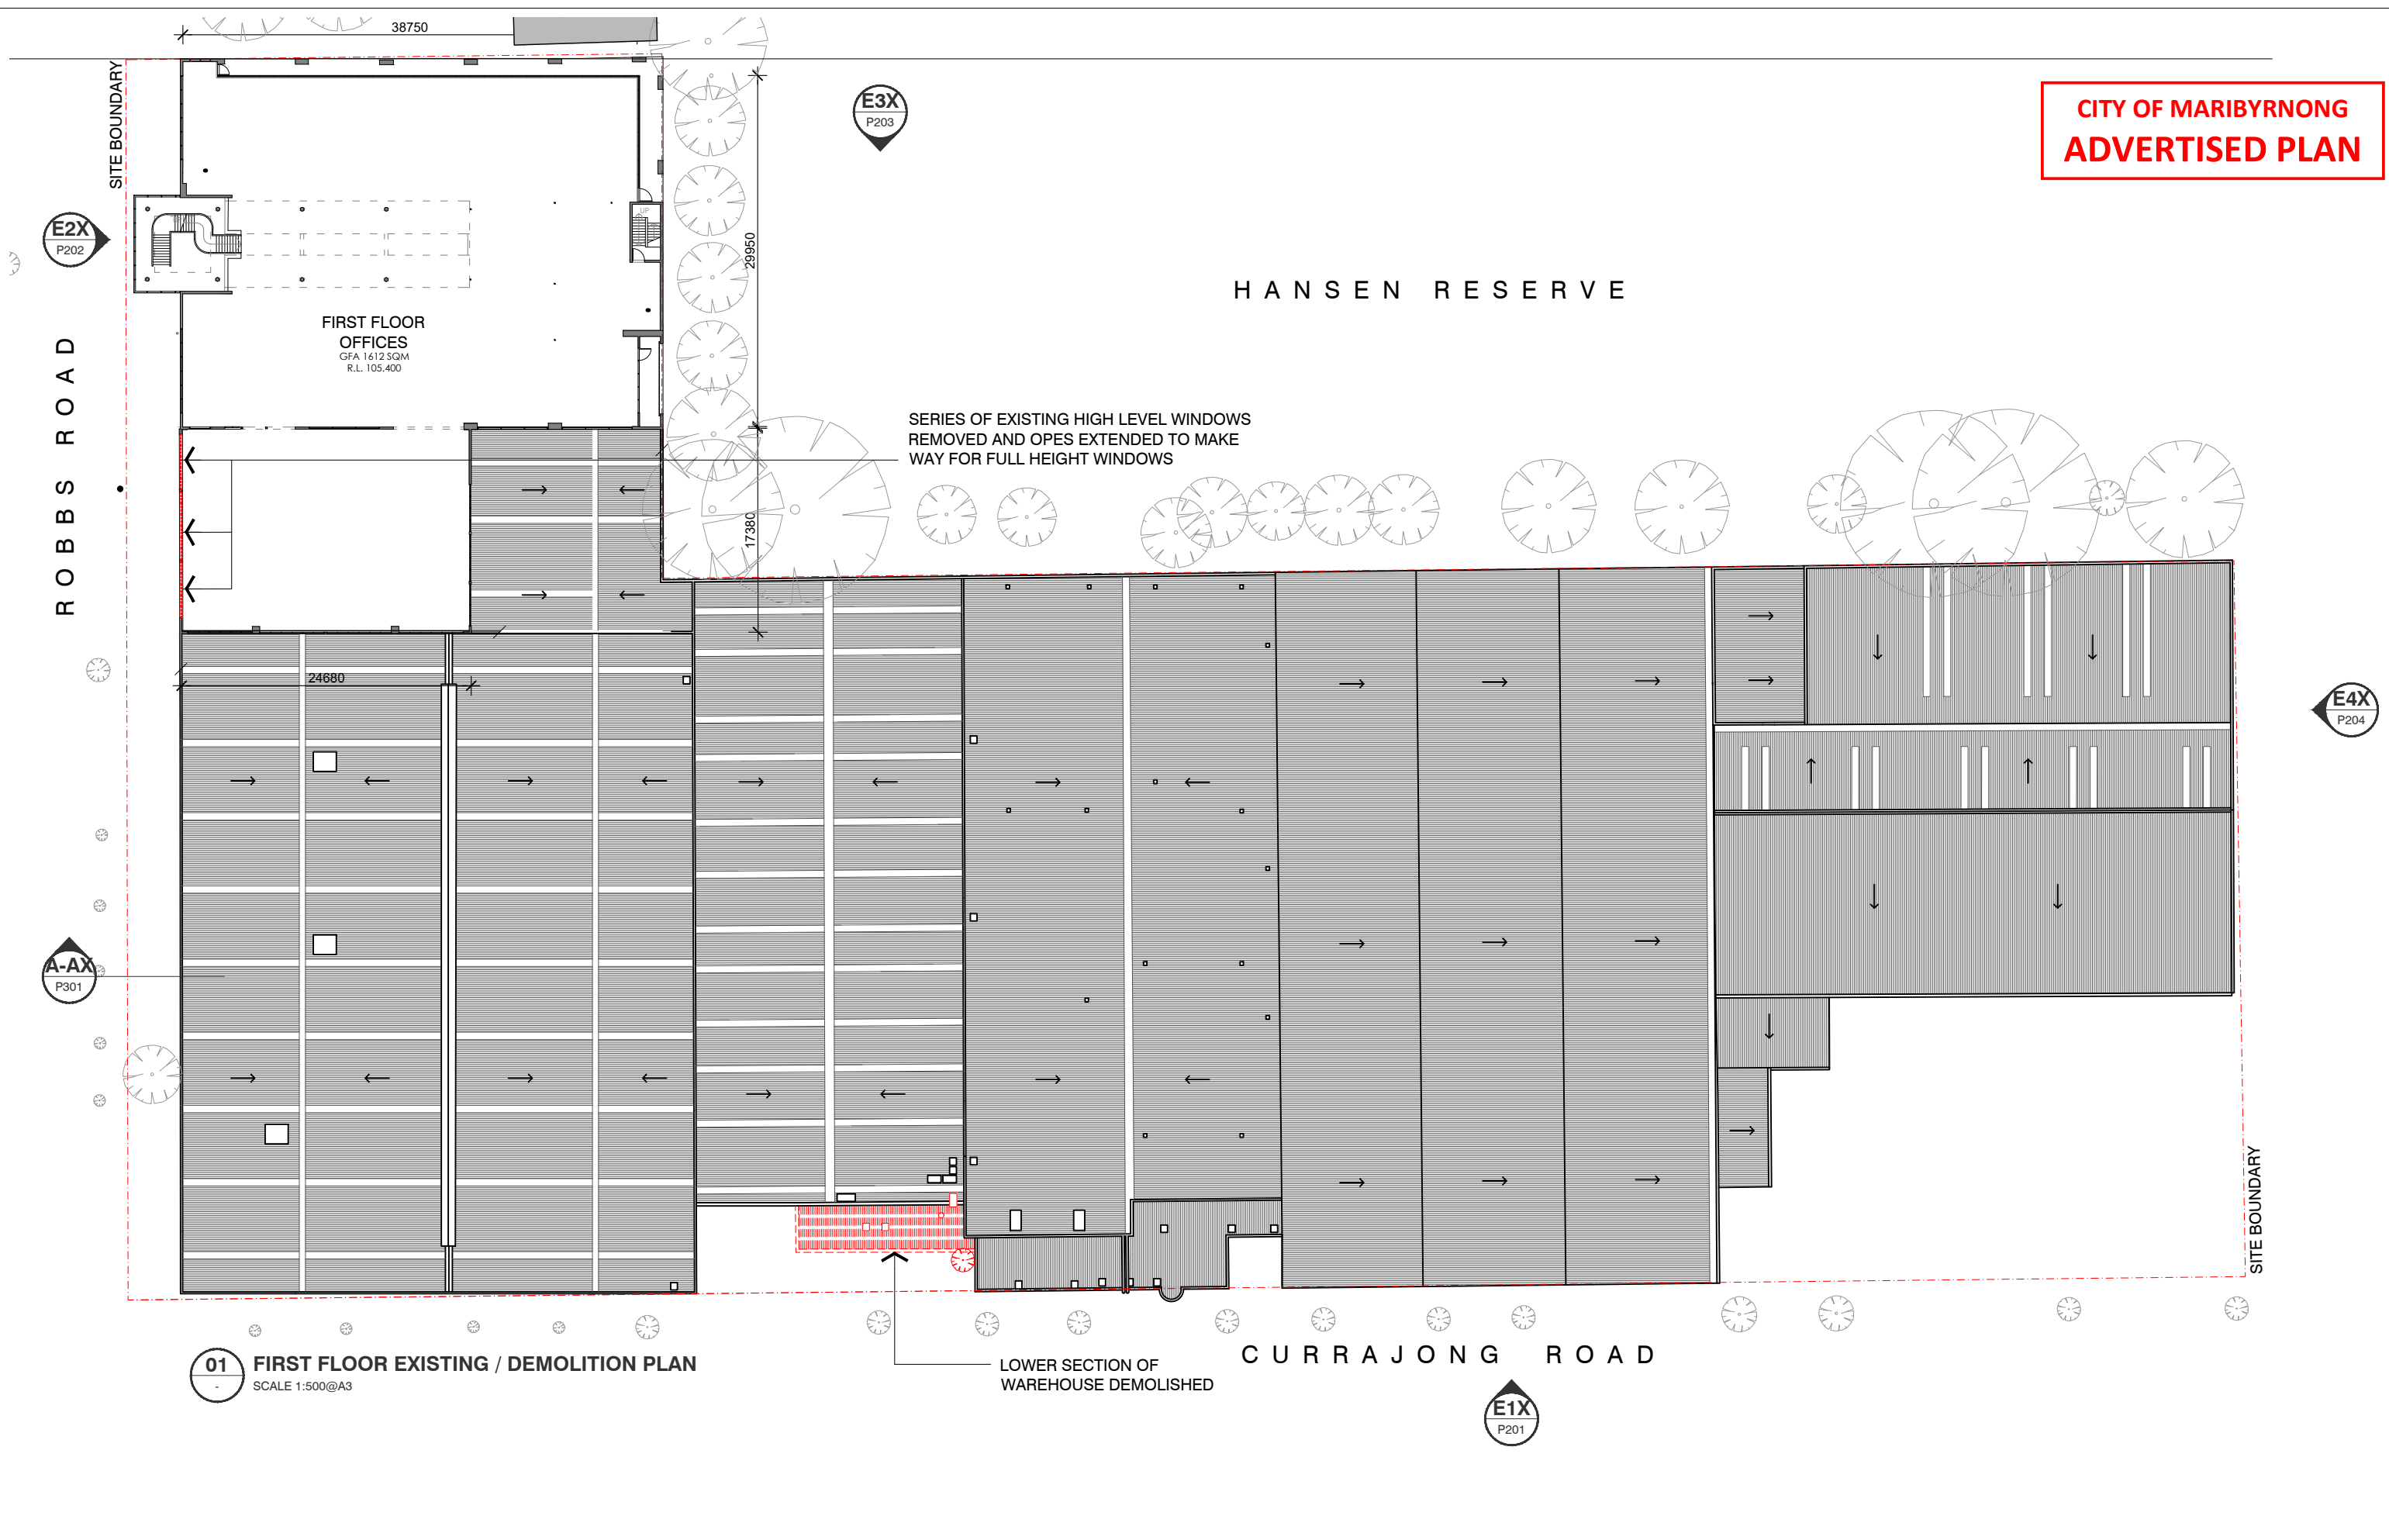 38750
SITE BOUNDARY
E3X
P203
CITY OF MARIBYRNONG
ADVERTISED PLAN
E2X
P202
UP
29950
HANSEN RESERVE
FIRST FLOOR
OFFICES
GFA 1612 SQM
R.L. 105.400
ROBBS ROAD
SERIES OF EXISTING HIGH LEVEL WINDOWS
REMOVED AND OPES EXTENDED TO MAKE
WAY FOR FULL HEIGHT WINDOWS
17380
24680
E4X
P204
A-AX
P301
SITE BOUNDARY
01
-
FIRST FLOOR EXISTING / DEMOLITION PLAN
SCALE 1:500@A3
LOWER SECTION OF
WAREHOUSE DEMOLISHED
CURRAJONG ROAD
E1X
P201